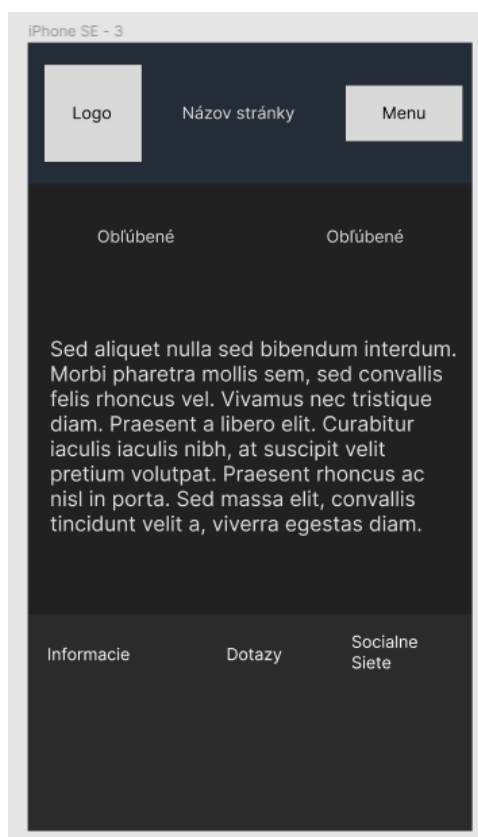 iPhone SE - 3
Logo
Názov stránky
Menu
Obľúbené
Obľúbené
Sed aliquet nulla sed bibendum interdum.
Morbi pharetra mollis sem, sed convallis
felis rhoncus vel. Vivamus nec tristique
diam. Praesent a libero elit. Curabitur
iaculis iaculis nibh, at suscipit velit
pretium volutpat. Praesent rhoncus ac
nisl in porta. Sed massa elit, convallis
tincidunt velit a, viverra egestas diam.
Informacie
Dotazy
Socialne
Siete